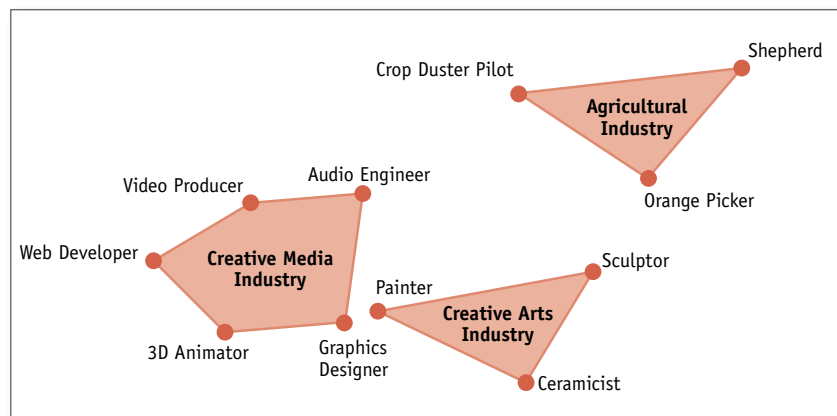 Shepherd
Crop Duster Pilot
Agricultural
Industry
Orange Picker
Audio Engineer
Video Producer
Web Developer
Creative Media
Industry
3D Animator
Graphics
Designer
Sculptor
Painter
Creative Arts
Industry
Ceramicist